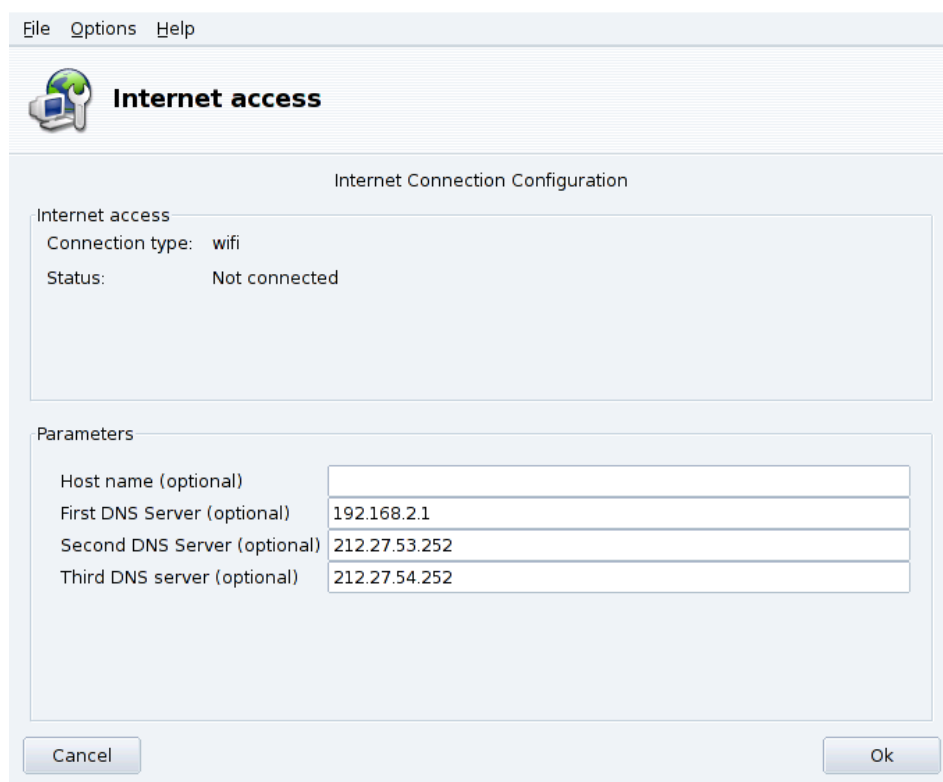 File Options Help
Internet access
Internet Connection Configuration
Internet access
Connection type: wifi
Status: Not connected
Parameters
Host name (optional)
First DNS Server (optional) 192.168.2.1
Second DNS Server (optional) 212.27.53.252
Third DNS server (optional) 212.27.54.252
Cancel Ok